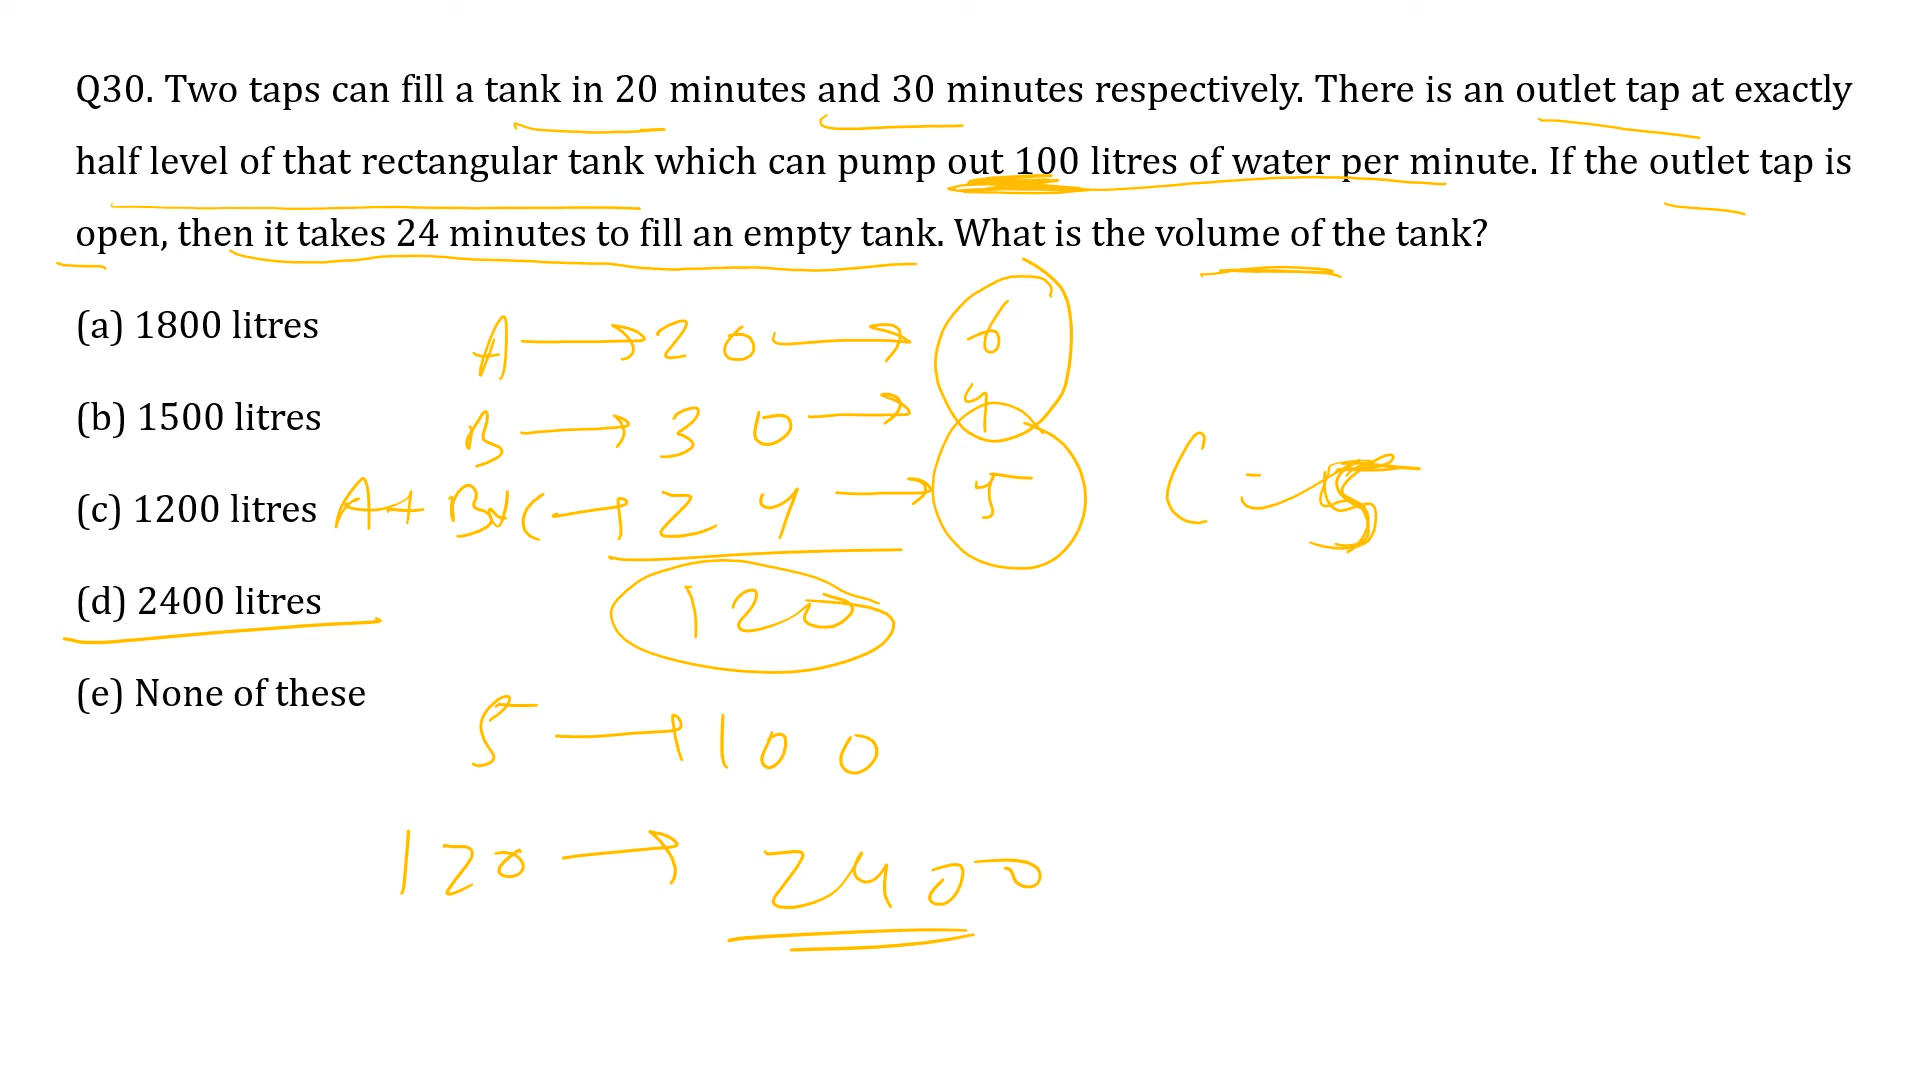 Q30. Two taps can fill a tank in 20 minutes and 30 minutes respectively. There is an outlet tap at exactly
half level of that rectangular tank which can pump out 100 litres of water per minute. If the outlet tap is
open, then it takes 24 minutes to fill an empty tank. What is the volume of the tank?
(a) 1800 litres
A → 20 → 6
(b) 1500 litres
B → 30 → 4
(c) 1200 litres
A+B+C → 24 → 5
C = 5
(d) 2400 litres
120
(e) None of these
5 → 100
120 → 2400